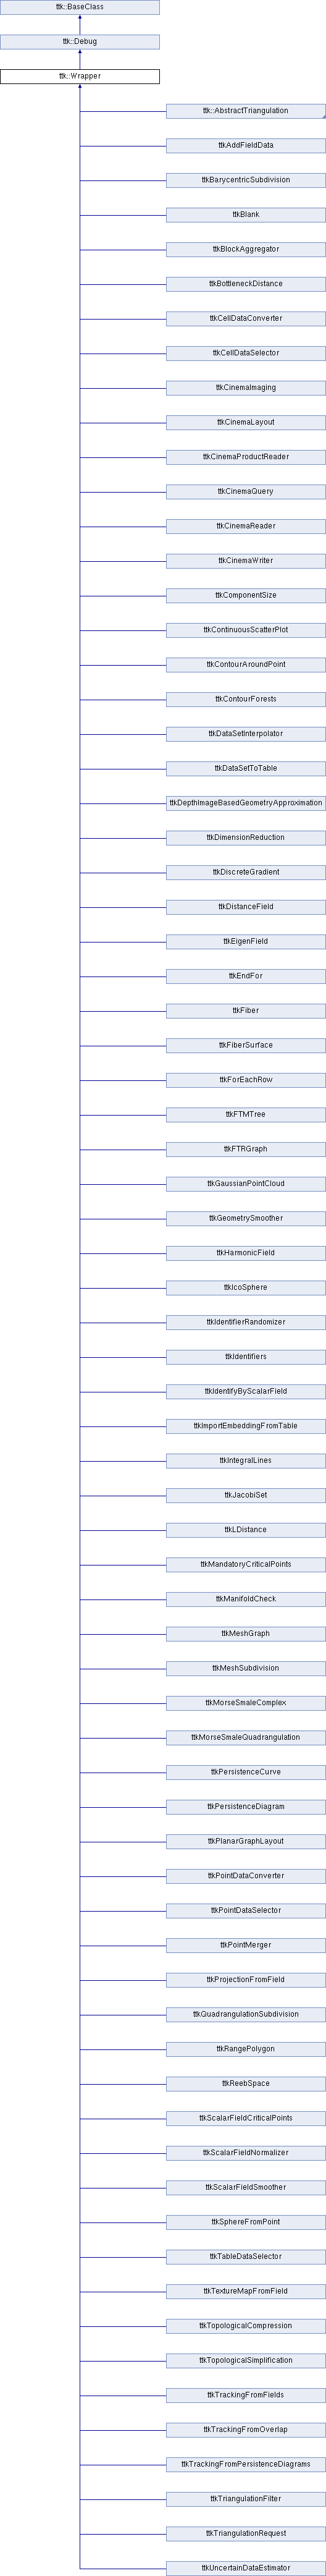 ttk::BaseClass
ttk::Debug
ttk::Wrapper
ttk::AbstractTriangulation
ttkAddFieldData
ttkBarycentricSubdivision
ttkBlank
ttkBlockAggregator
ttkBottleneckDistance
ttkCellDataConverter
ttkCellDataSelector
ttkCinemaImaging
ttkCinemaLayout
ttkCinemaProductReader
ttkCinemaQuery
ttkCinemaReader
ttkCinemaWriter
ttkComponentSize
ttkContinuousScatterPlot
ttkContourAroundPoint
ttkContourForests
ttkDataSetInterpolator
ttkDataSetToTable
ttkDepthImageBasedGeometryApproximation
ttkDimensionReduction
ttkDiscreteGradient
ttkDistanceField
ttkEigenField
ttkEndFor
ttkFiber
ttkFiberSurface
ttkForEachRow
ttkFTMTree
ttkFTRGraph
ttkGaussianPointCloud
ttkGeometrySmoother
ttkHarmonicField
ttkIcoSphere
ttkIdentifierRandomizer
ttkIdentifiers
ttkIdentifyByScalarField
ttkImportEmbeddingFromTable
ttkIntegralLines
ttkJacobiSet
ttkLDistance
ttkMandatoryCriticalPoints
ttkManifoldCheck
ttkMeshGraph
ttkMeshSubdivision
ttkMorseSmaleComplex
ttkMorseSmaleQuadrangulation
ttkPersistenceCurve
ttkPersistenceDiagram
ttkPlanarGraphLayout
ttkPointDataConverter
ttkPointDataSelector
ttkPointMerger
ttkProjectionFromField
ttkQuadrangulationSubdivision
ttkRangePolygon
ttkReebSpace
ttkScalarFieldCriticalPoints
ttkScalarFieldNormalizer
ttkScalarFieldSmoother
ttkSphereFromPoint
ttkTableDataSelector
ttkTextureMapFromField
ttkTopologicalCompression
ttkTopologicalSimplification
ttkTrackingFromFields
ttkTrackingFromOverlap
ttkTrackingFromPersistenceDiagrams
ttkTriangulationFilter
ttkTriangulationRequest
ttkUncertainDataEstimator